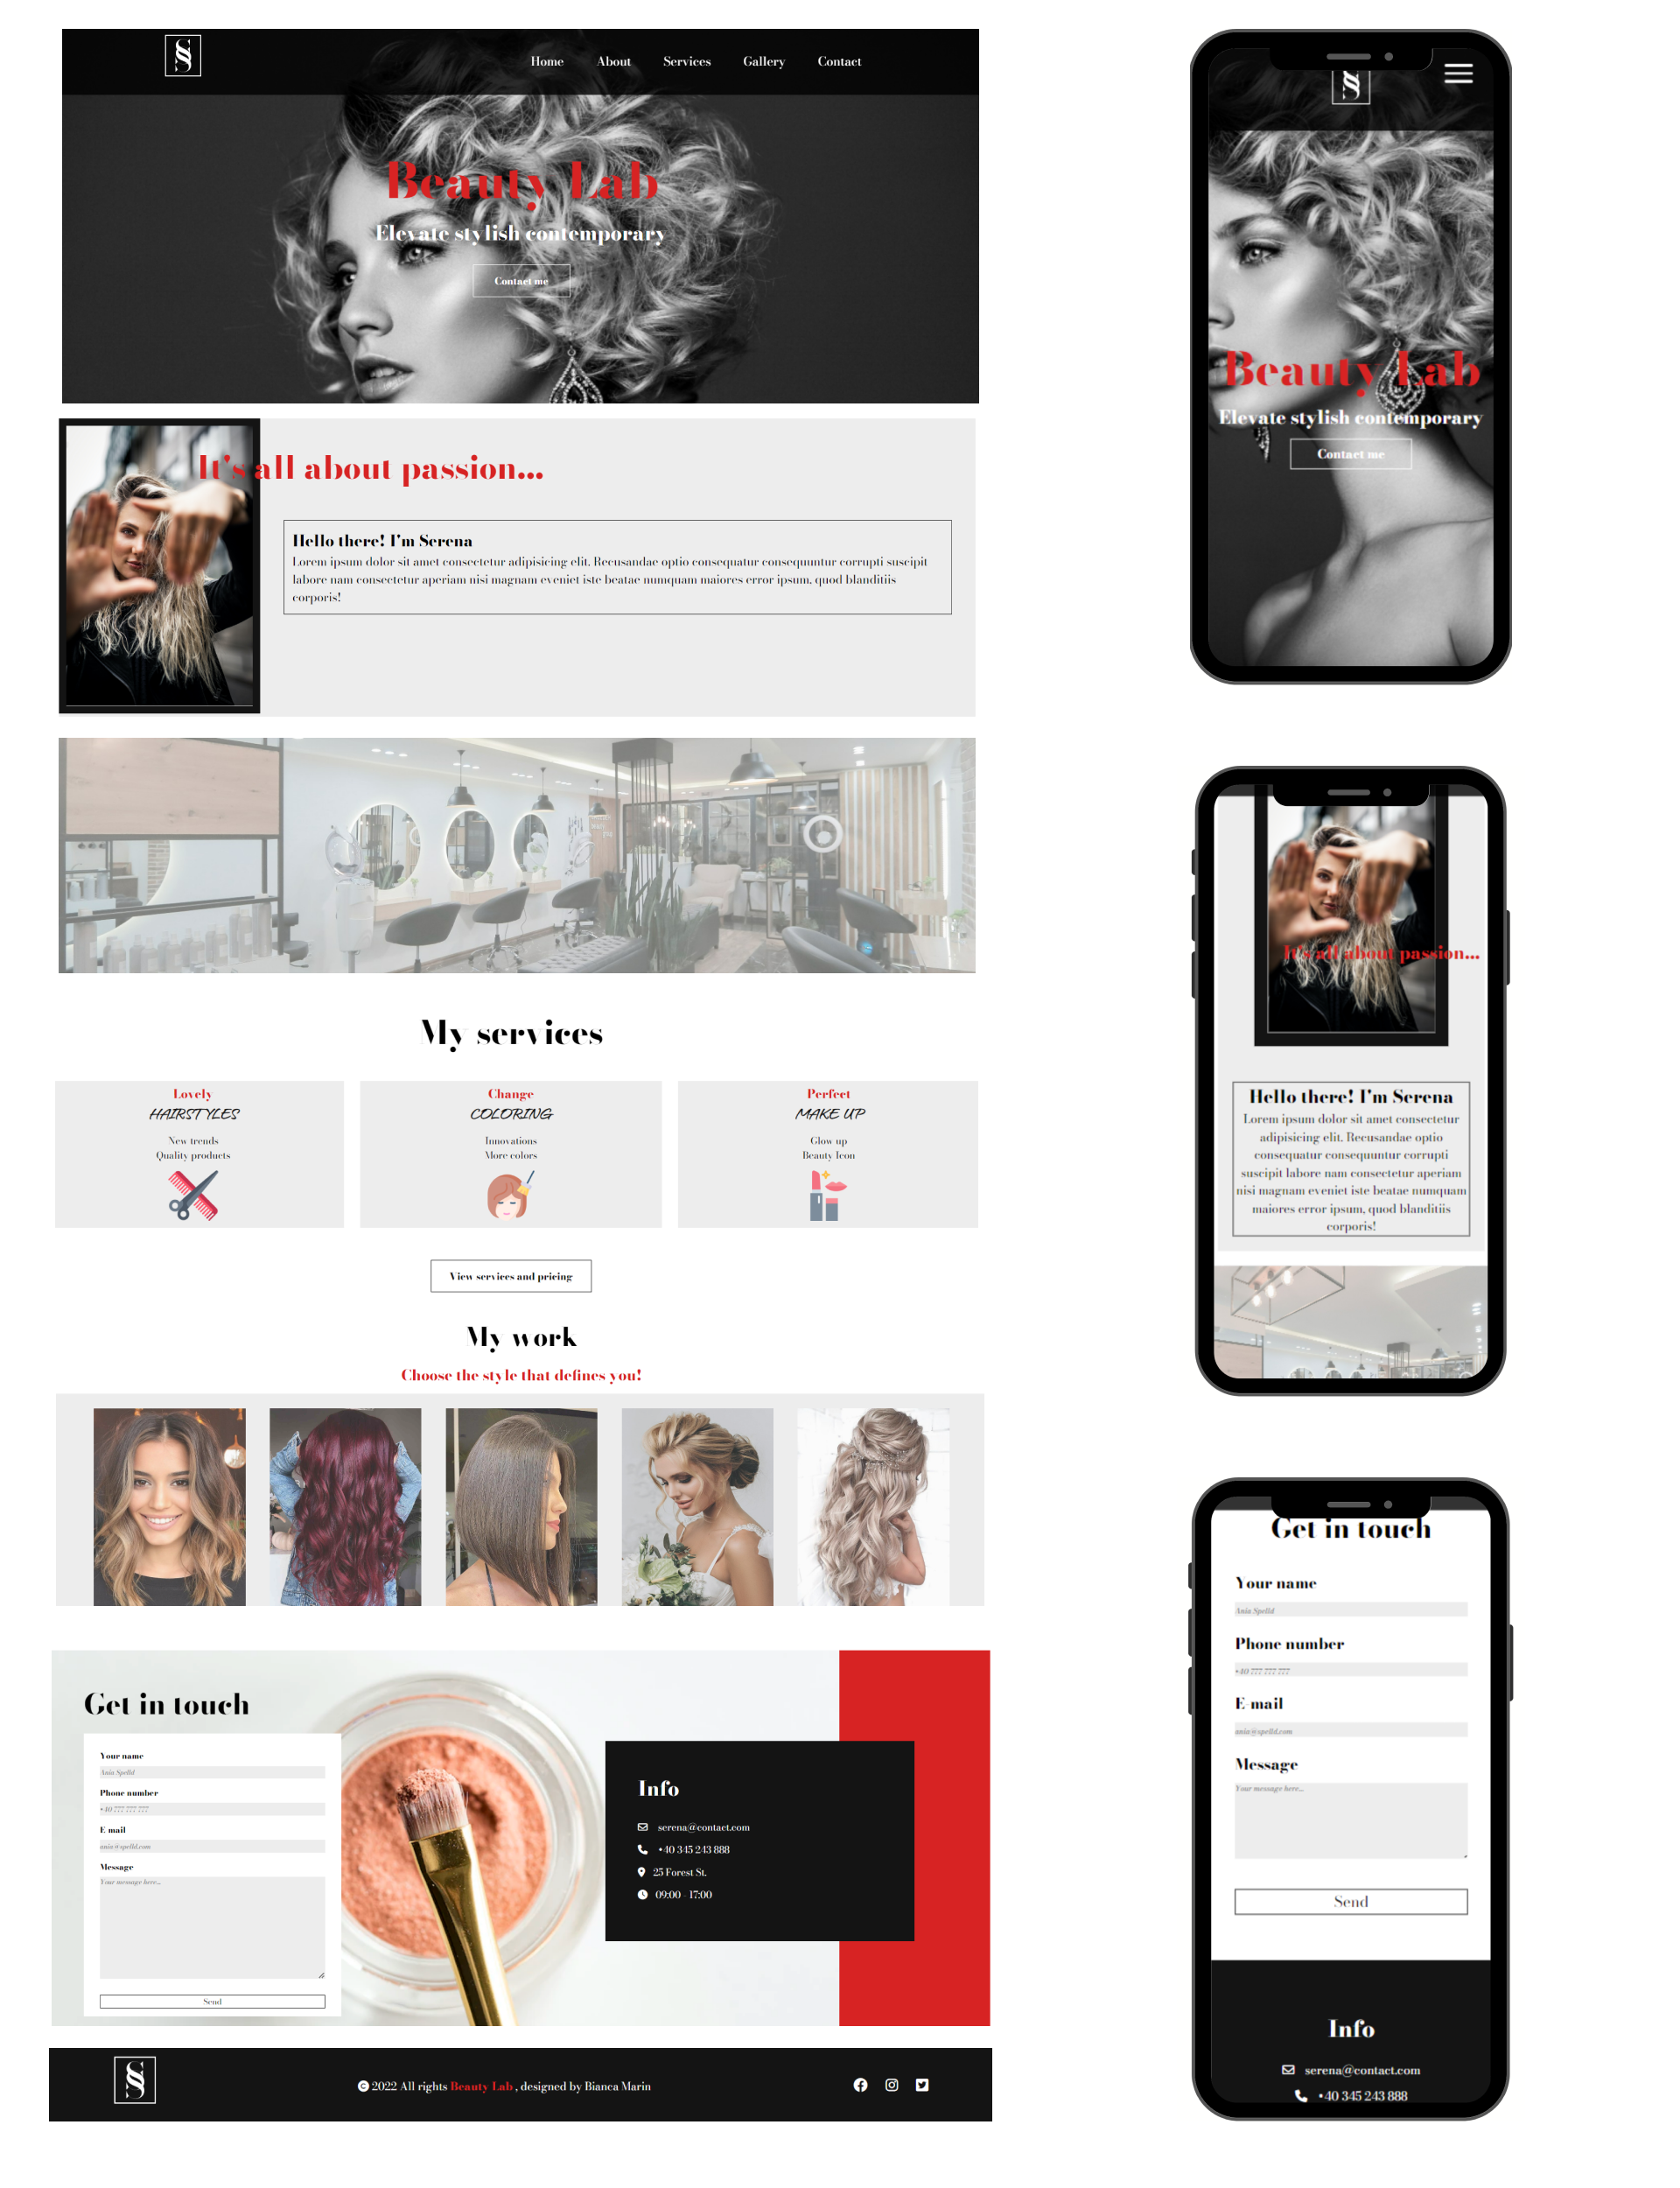 Home About Services Gallery Contact
Beauty Lab
Elevate stylish contemporary
Contact me
It's all about passion...
Hello there! I'm Serena
Lorem ipsum dolor sit amet consectetur adipisicing elit. Recusandae optio consequatur consequuntur corrupti suscipit
labore nam consectetur aperiam nisi magnam eveniet iste beatae numquam maiores error ipsum, quod blanditiis
corporis!
My services
Lovely
HAIRSTYLES
New trends
Quality products
Change
COLORING
Innovations
More colors
Perfect
MAKE UP
Glow up
Beauty Icon
View services and pricing
My work
Choose the style that defines you!
Get in touch
Your name
Ania Spelld
Phone number
+40 777 777 777
E-mail
ania@spelld.com
Message
Your message here...
Send
Info
serena@contact.com
+40 345 243 888
25 Forest St.
09:00 - 17:00
© 2022 All rights Beauty Lab , designed by Bianca Marin
Beauty Lab
Elevate stylish contemporary
Contact me
It's all about passion...
Hello there! I'm Serena
Lorem ipsum dolor sit amet consectetur
adipisicing elit. Recusandae optio
consequatur consequuntur corrupti
suscipit labore nam consectetur aperiam
nisi magnam eveniet iste beatae numquam
maiores error ipsum, quod blanditiis
corporis!
Get in touch
Your name
Ania Spelld
Phone number
+40 777 777 777
E-mail
ania@spelld.com
Message
Your message here...
Send
Info
serena@contact.com
+40 345 243 888